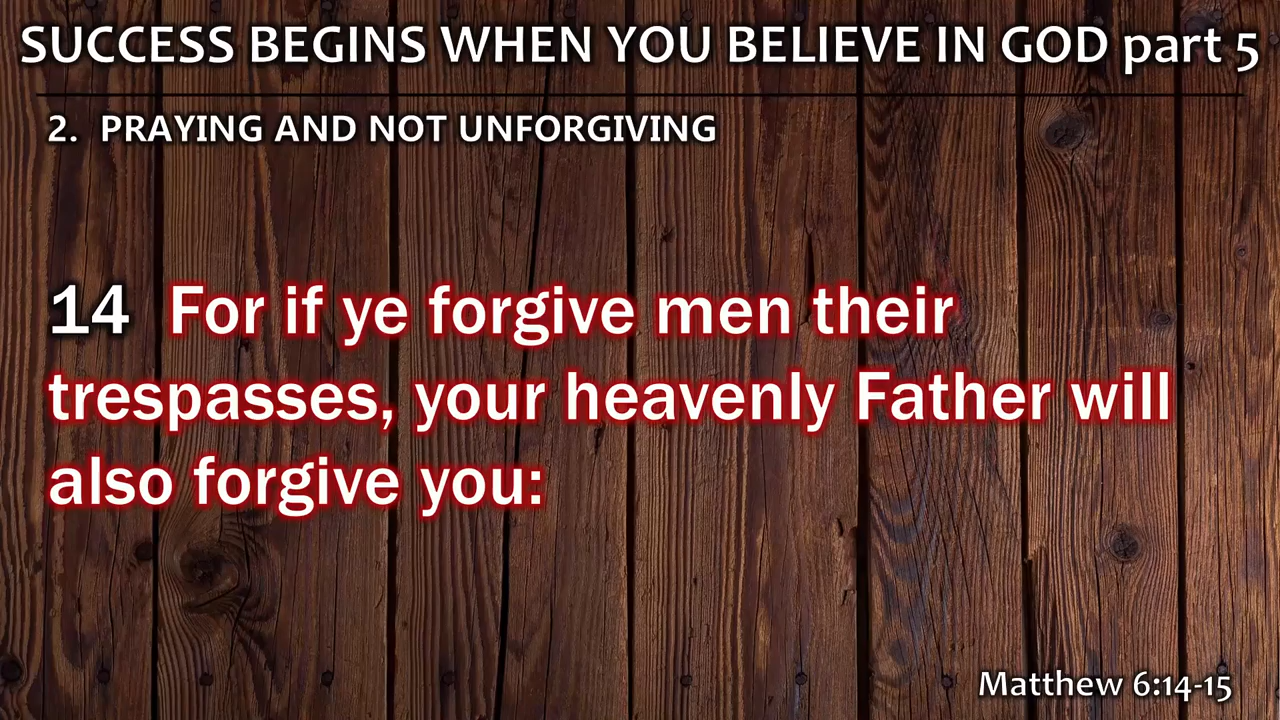 SUCCESS BEGINS WHEN YOU BELIEVE IN GOD part 5
2. PRAYING AND NOT UNFORGIVING
14 For if ye forgive men their
trespasses, your heavenly Father will
also forgive you:
Matthew 6:14-15